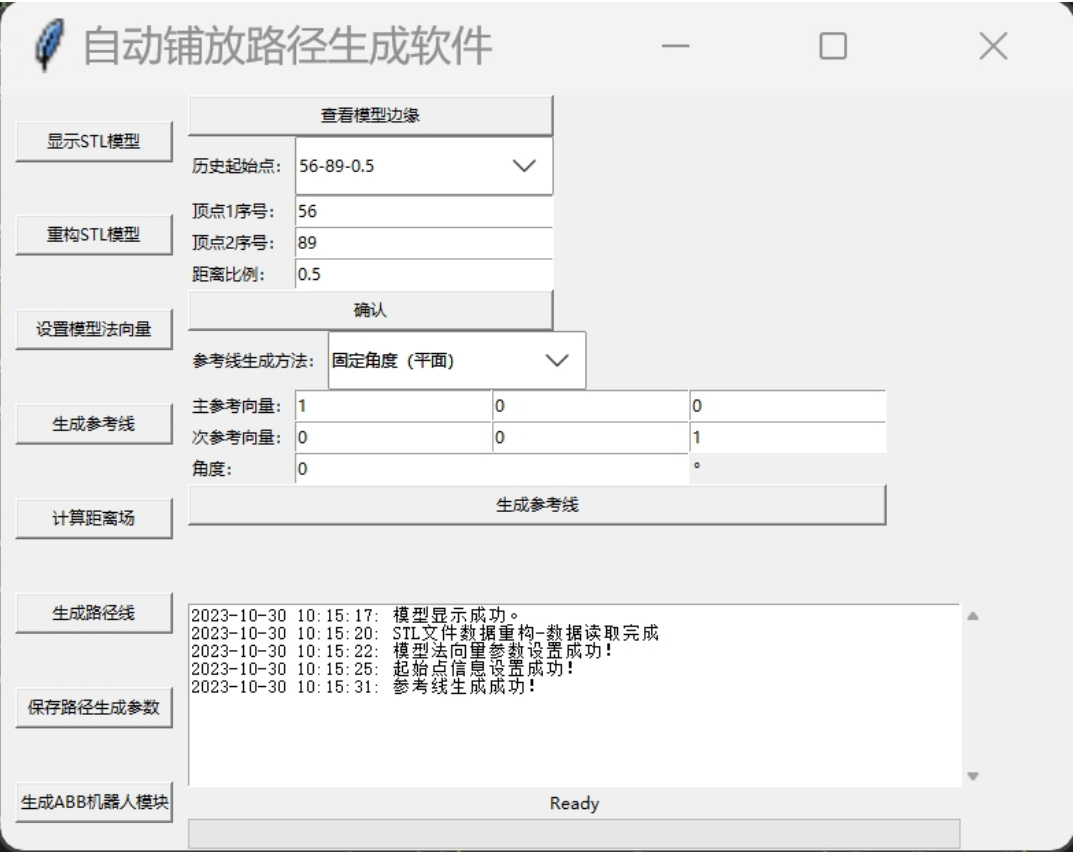 自动铺放路径生成软件
查看模型边缘
显示STL模型
历史起始点： 56-89-0.5
顶点1序号： 56
重构STL模型
顶点2序号： 89
距离比例： 0.5
确认
设置模型法向量
参考线生成方法： 固定角度（平面）
主参考向量： 1 0 0
生成参考线
次参考向量： 0 0 1
角度： 0 °
生成参考线
计算距离场
生成路径线
2023-10-30 10:15:17: 模型显示成功。
2023-10-30 10:15:20: STL文件数据重构-数据读取完成
2023-10-30 10:15:22: 模型法向量参数设置成功!
2023-10-30 10:15:25: 起始点信息设置成功!
2023-10-30 10:15:31: 参考线生成成功!
保存路径生成参数
生成ABB机器人模块
Ready